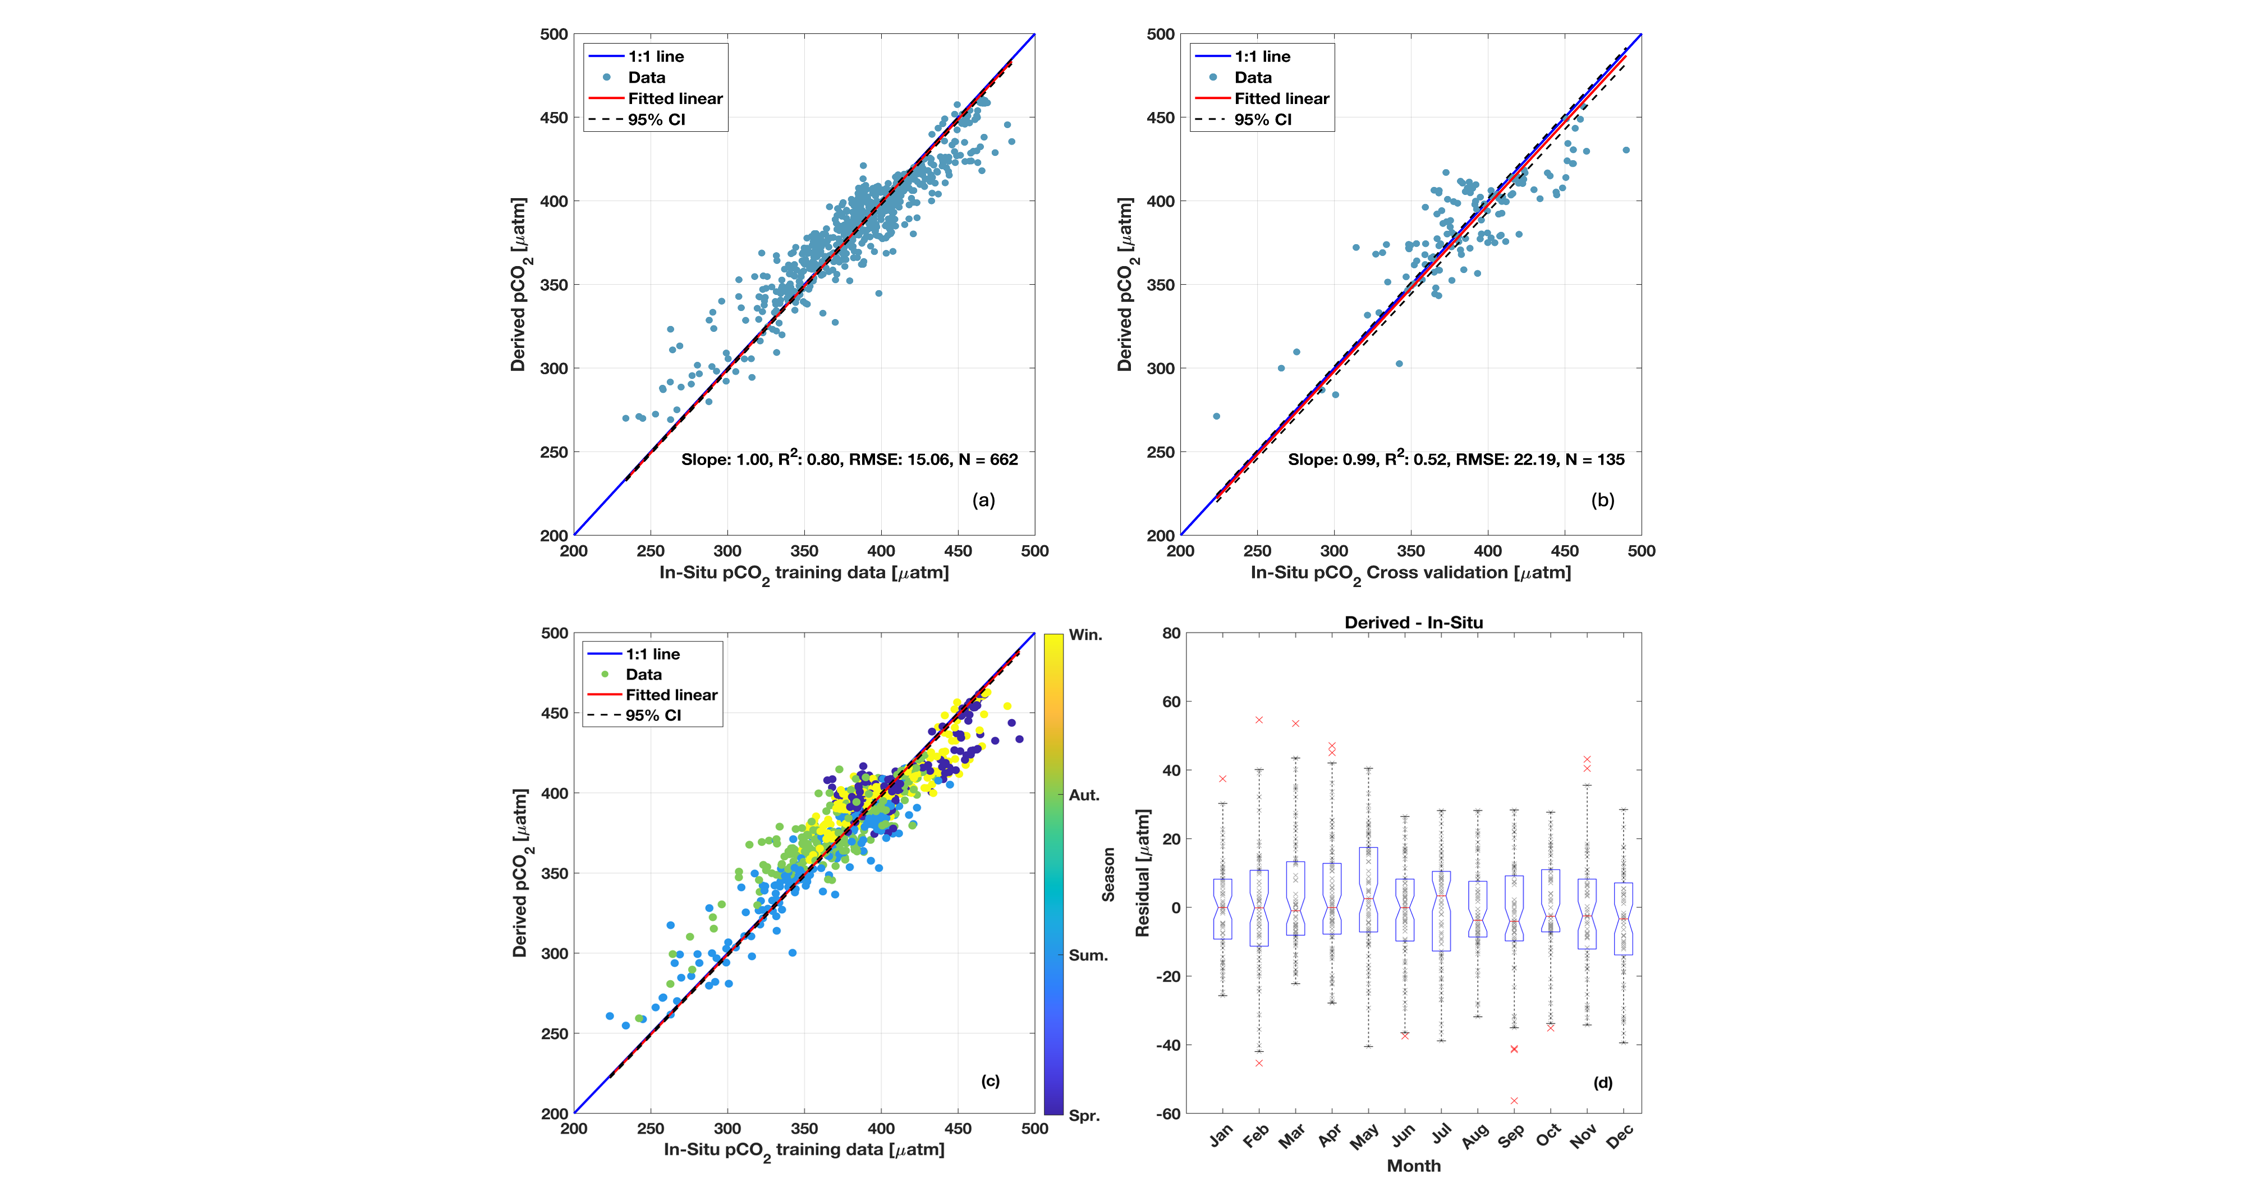 500
450
400
350
300
250
200
200 250 300 350 400 450 500
Derived pCO2 [μatm]
In-Situ pCO2 training data [μatm]
1:1 line
Data
Fitted linear
95% CI
Slope: 1.00, R2: 0.80, RMSE: 15.06, N = 662
(a)
500
450
400
350
300
250
200
200 250 300 350 400 450 500
Derived pCO2 [μatm]
In-Situ pCO2 Cross validation [μatm]
1:1 line
Data
Fitted linear
95% CI
Slope: 0.99, R2: 0.52, RMSE: 22.19, N = 135
(b)
500
450
400
350
300
250
200
200 250 300 350 400 450 500
Derived pCO2 [μatm]
In-Situ pCO2 training data [μatm]
1:1 line
Data
Fitted linear
95% CI
(c)
Win.
Aut.
Sum.
Spr.
Season
Derived - In-Situ
80
60
40
20
0
-20
-40
-60
Residual [μatm]
Jan Feb Mar Apr May Jun Jul Aug Sep Oct Nov Dec
Month
(d)